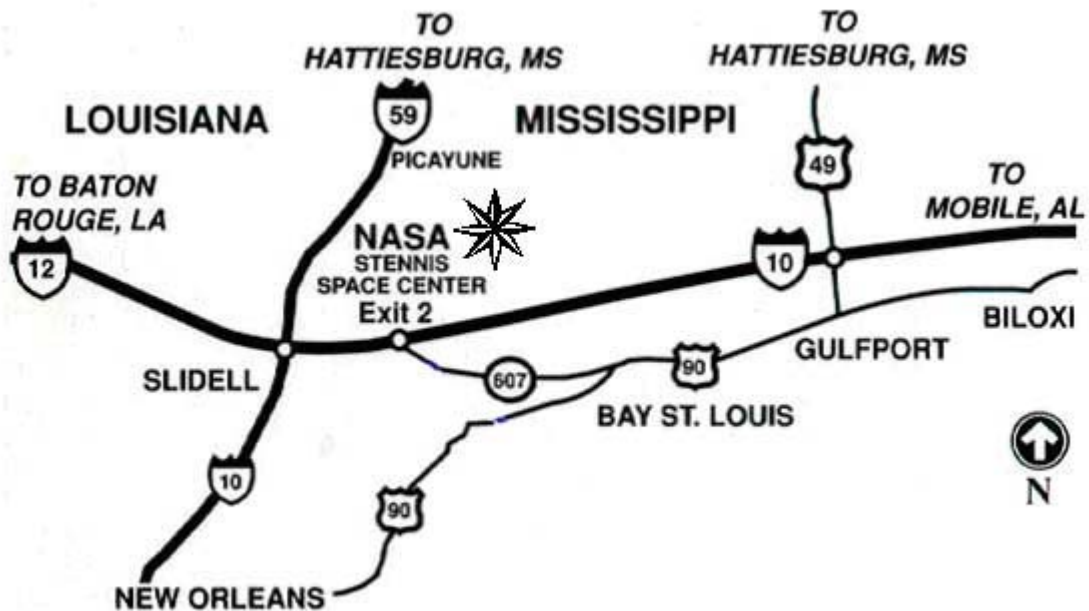 TO
HATTIESBURG, MS
TO
HATTIESBURG, MS
LOUISIANA
59
MISSISSIPPI
PICAYUNE
49
TO BATON
ROUGE, LA
TO
MOBILE, AL
12
NASA
STENNIS
SPACE CENTER
Exit 2
10
BILOXI
GULFPORT
SLIDELL
607
90
BAY ST. LOUIS
10
90
N
NEW ORLEANS